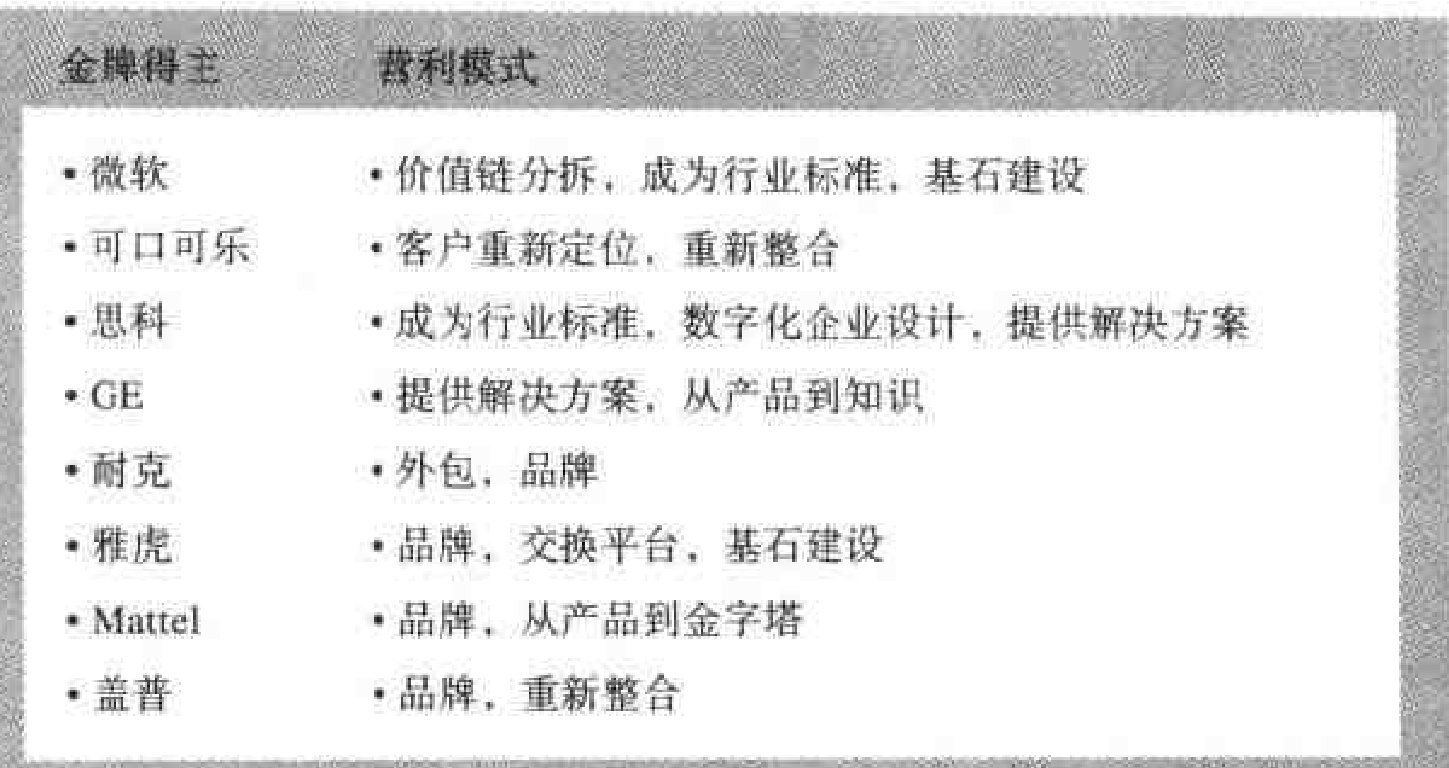 金牌得主 营利模式
•微软 •价值链分拆、成为行业标准、基石建设
•可口可乐 •客户重新定位、重新整合
•思科 •成为行业标准、数字化企业设计、提供解决方案
•GE •提供解决方案、从产品到知识
•耐克 •外包、品牌
•雅虎 •品牌、交换平台、基石建设
•Mattel •品牌、从产品到金字塔
•盖普 •品牌、重新整合